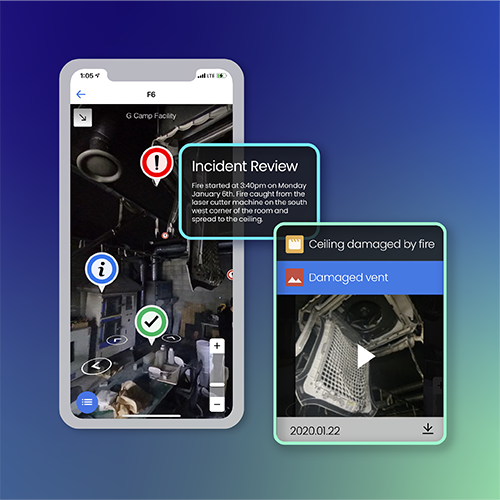 1:05
LTE
F6
G Camp Facility
Incident Review
Fire started at 3:40pm on Monday
January 6th. Fire caught from the
laser cutter machine on the south
west corner of the room and
spread to the ceiling.
Ceiling damaged by fire
Damaged vent
i
+
−
2020.01.22